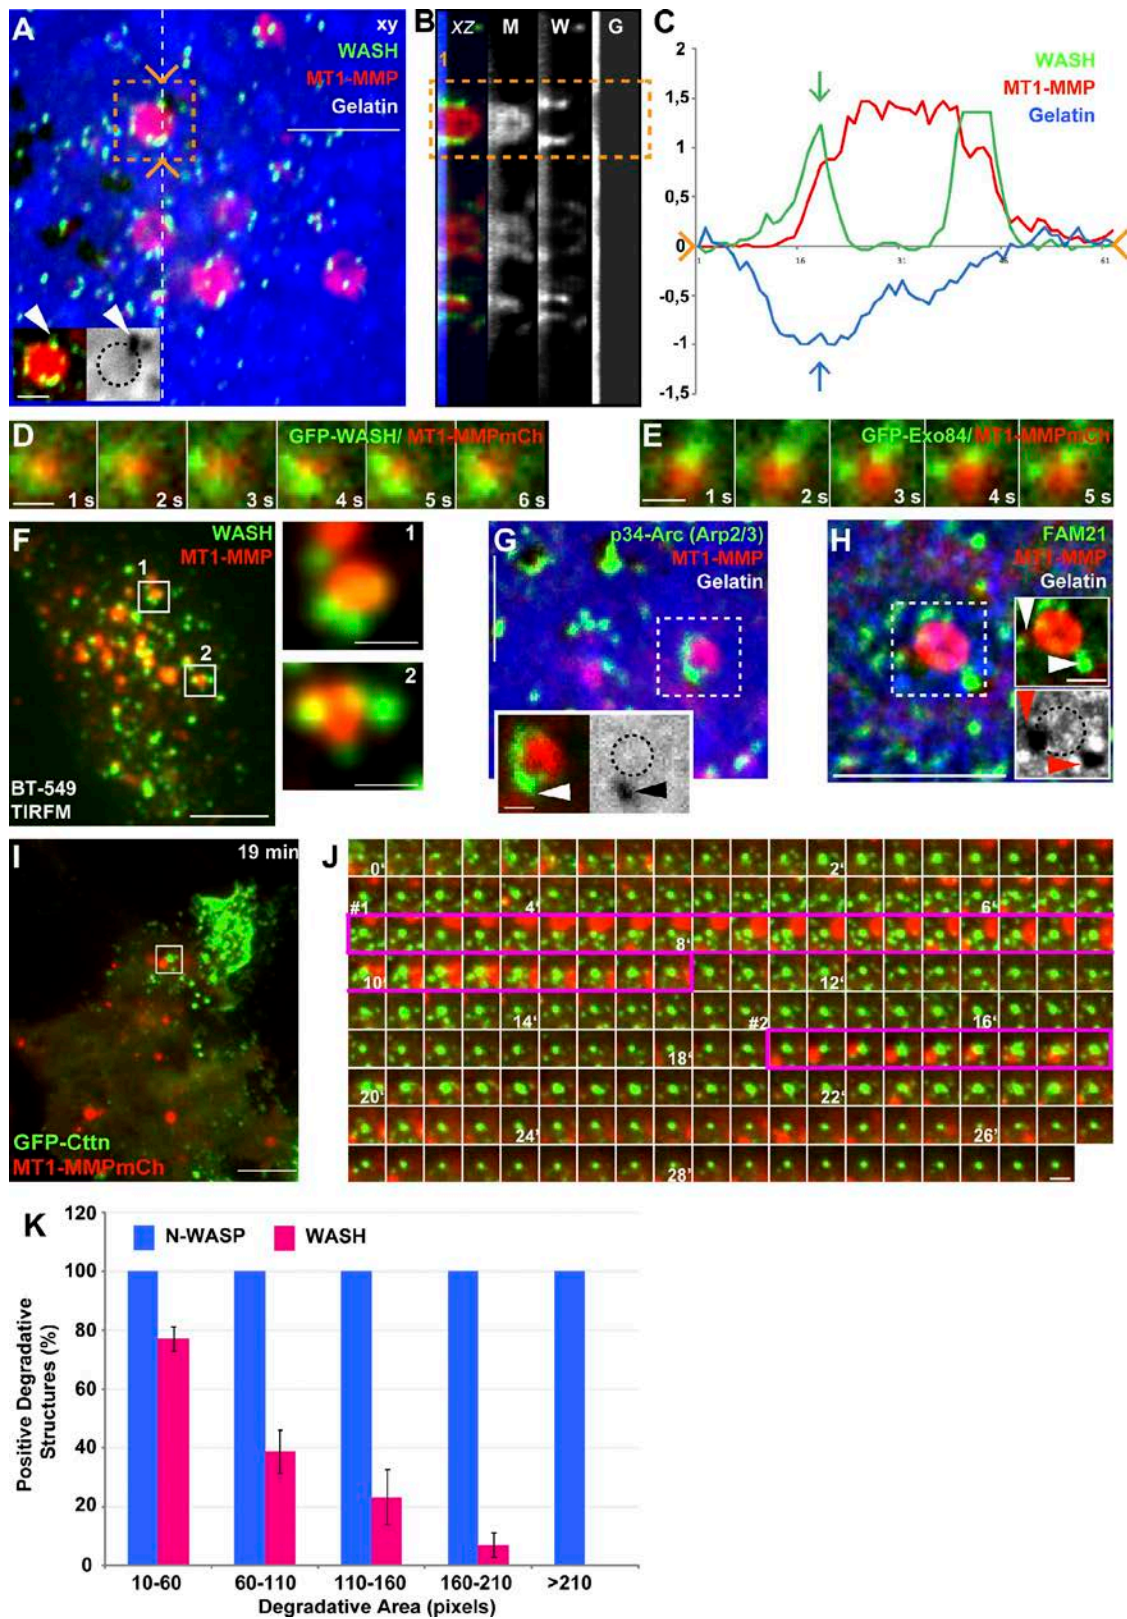 A
xy
WASH
MT1-MMP
Gelatin
B
XZ
M
W
G
1
C
WASH
MT1-MMP
Gelatin
2
1,5
1
0,5
0
-0,5
-1
-1,5
1
16
31
46
61
D
GFP-WASH/ MT1-MMPmCh
1 s
2 s
3 s
4 s
5 s
6 s
E
GFP-Exo84/MT1-MMPmCh
1 s
2 s
3 s
4 s
5 s
F
WASH
MT1-MMP
1
2
BT-549
TIRFM
1
2
G
p34-Arc (Arp2/3)
MT1-MMP
Gelatin
H
FAM21
MT1-MMP
Gelatin
I
19 min
GFP-Cttn
MT1-MMPmCh
J
0'
2'
#1
4'
6'
8'
10'
12'
14'
#2
16'
18'
20'
22'
24'
26'
28'
K
N-WASP
WASH
Positive Degradative
Structures (%)
120
100
80
60
40
20
0
10-60
60-110
110-160
160-210
>210
Degradative Area (pixels)